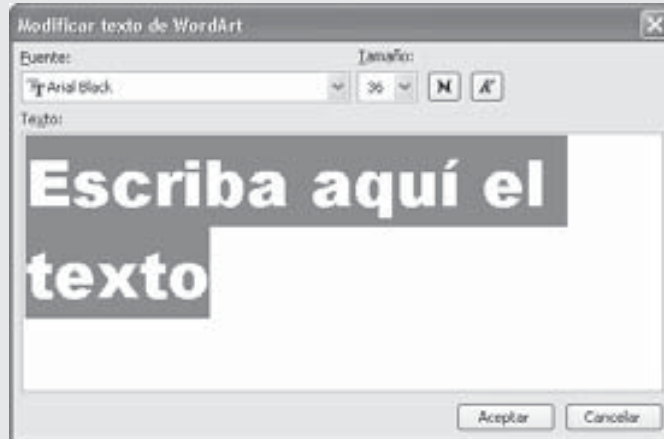 Modificar texto de WordArt
Fuente: Tamaño:
Arial Black 36 N K
Texto:
Escriba aquí el
texto
Aceptar Cancelar